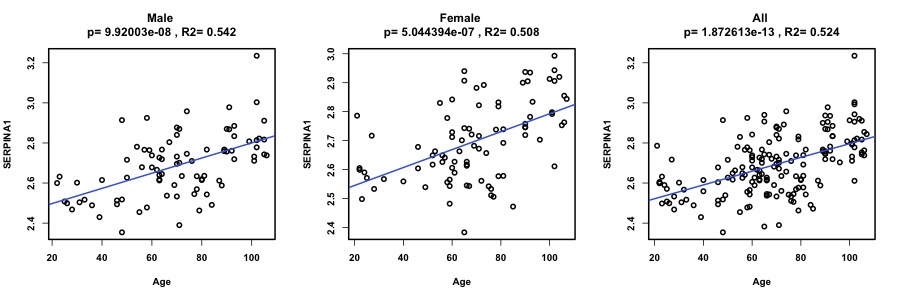 Male
p= 9.92003e-08 , R2= 0.542
SERPINA1
3.2
3.0
2.8
2.6
2.4
20 40 60 80 100
Age
Female
p= 5.044394e-07 , R2= 0.508
SERPINA1
3.0
2.9
2.8
2.7
2.6
2.5
2.4
20 40 60 80 100
Age
All
p= 1.872613e-13 , R2= 0.524
SERPINA1
3.2
3.0
2.8
2.6
2.4
20 40 60 80 100
Age